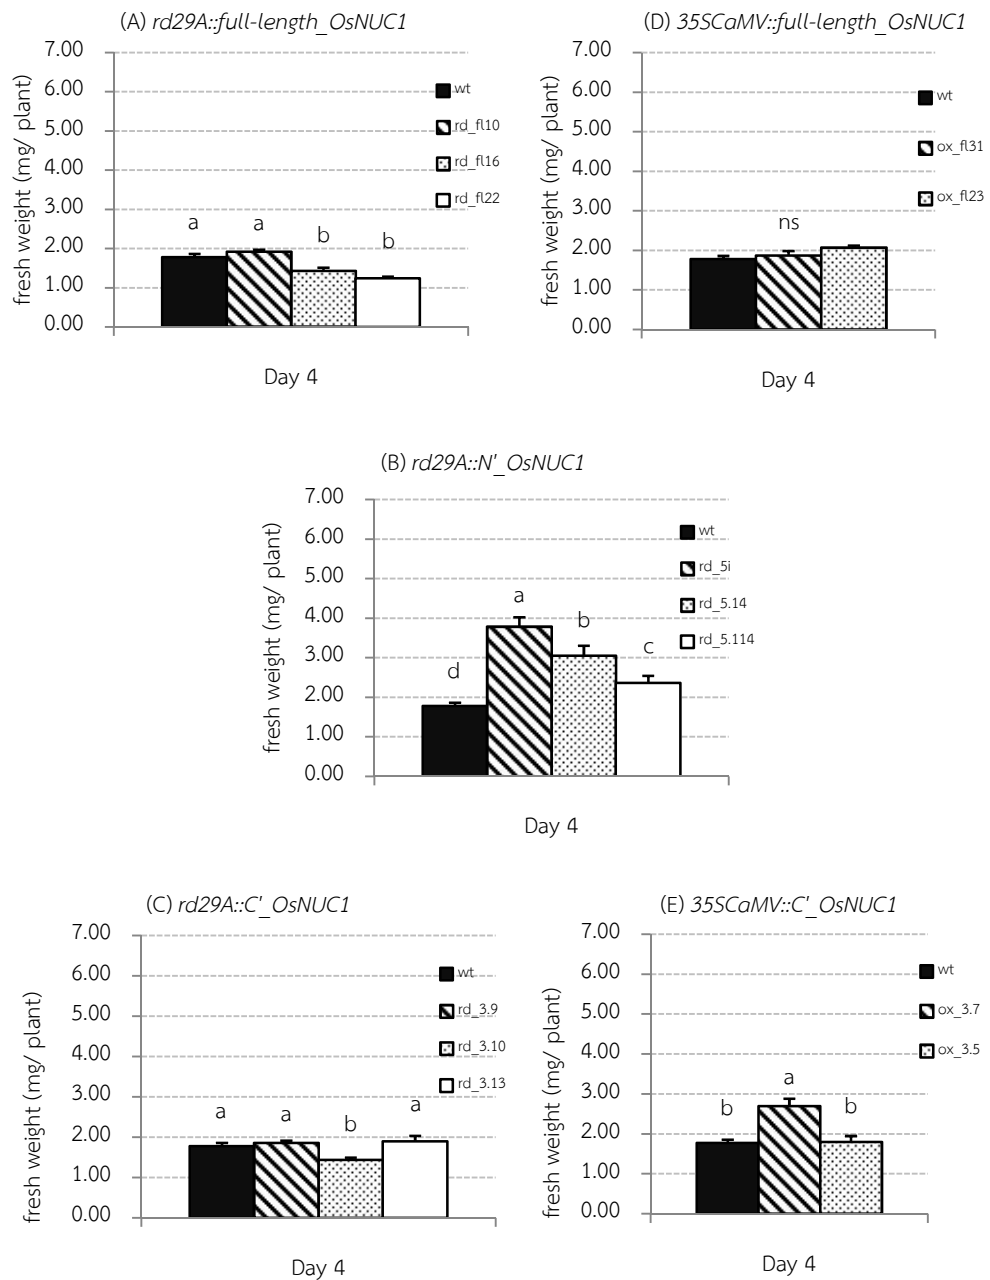 (A) rd29A::full-length_OsNUC1
7.00
6.00
5.00
4.00
3.00
2.00
1.00
0.00
fresh weight (mg/ plant)
wt
rd_fl10
rd_fl16
rd_fl22
a
a
b
b
Day 4
(D) 35SCaMV::full-length_OsNUC1
7.00
6.00
5.00
4.00
3.00
2.00
1.00
0.00
fresh weight (mg/ plant)
wt
ox_fl31
ox_fl23
ns
Day 4
(B) rd29A::N'_OsNUC1
7.00
6.00
5.00
4.00
3.00
2.00
1.00
0.00
fresh weight (mg/ plant)
wt
rd_5i
rd_5.14
rd_5.114
d
a
b
c
Day 4
(C) rd29A::C'_OsNUC1
7.00
6.00
5.00
4.00
3.00
2.00
1.00
0.00
fresh weight (mg/ plant)
wt
rd_3.9
rd_3.10
rd_3.13
a
a
b
a
Day 4
(E) 35SCaMV::C'_OsNUC1
7.00
6.00
5.00
4.00
3.00
2.00
1.00
0.00
fresh weight (mg/ plant)
wt
ox_3.7
ox_3.5
b
a
b
Day 4